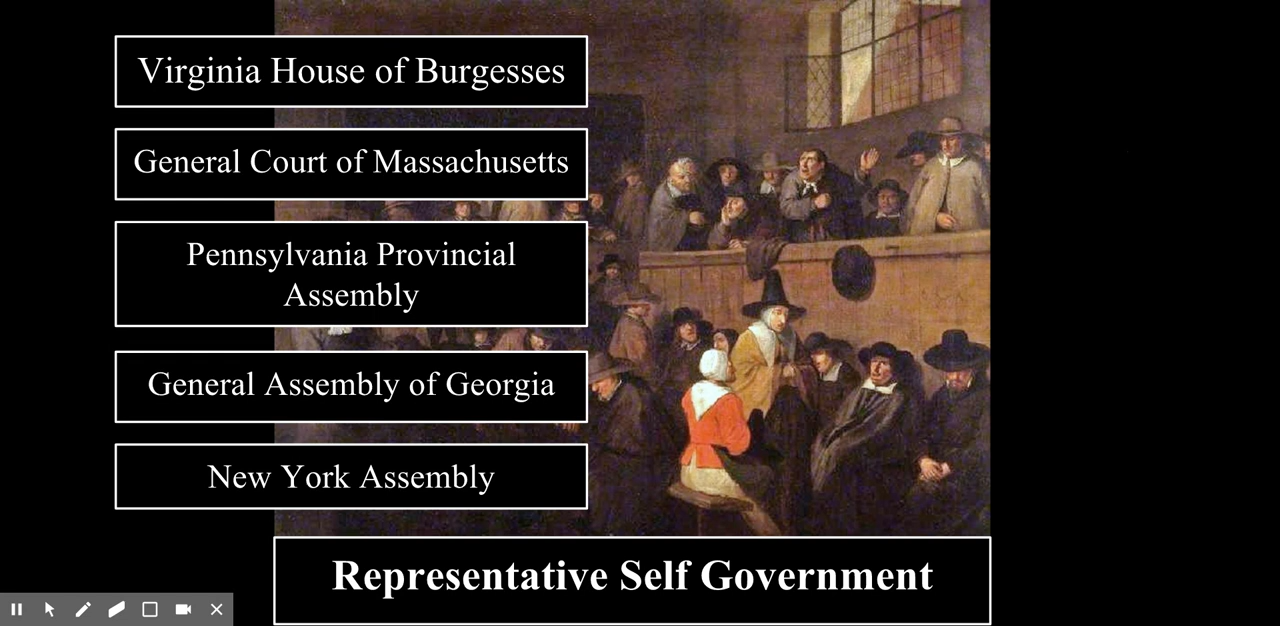 Virginia House of Burgesses
General Court of Massachusetts
Pennsylvania Provincial
Assembly
General Assembly of Georgia
New York Assembly
Representative Self Government